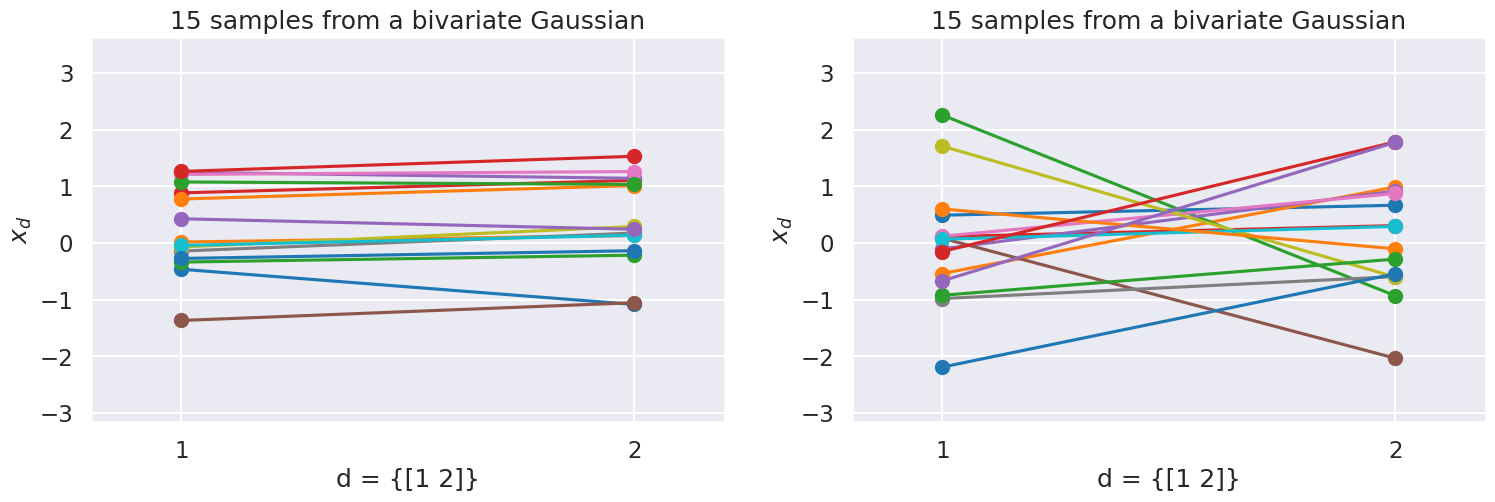 15 samples from a bivariate Gaussian
3
2
1
0
−1
−2
−3
x_d
1 2
d = {[1 2]}
15 samples from a bivariate Gaussian
3
2
1
0
−1
−2
−3
x_d
1 2
d = {[1 2]}